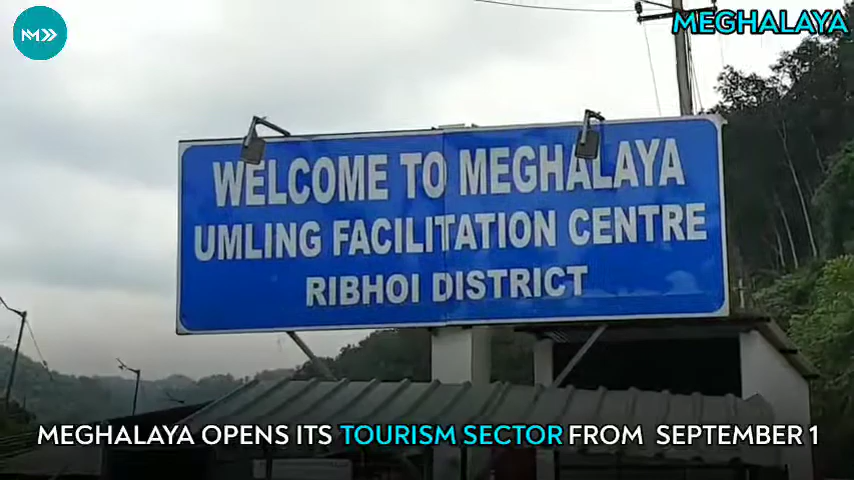 MEGHALAYA
WELCOME TO MEGHALAYA
UMLING FACILITATION CENTRE
RIBHOI DISTRICT
MEGHALAYA OPENS ITS TOURISM SECTOR FROM SEPTEMBER 1